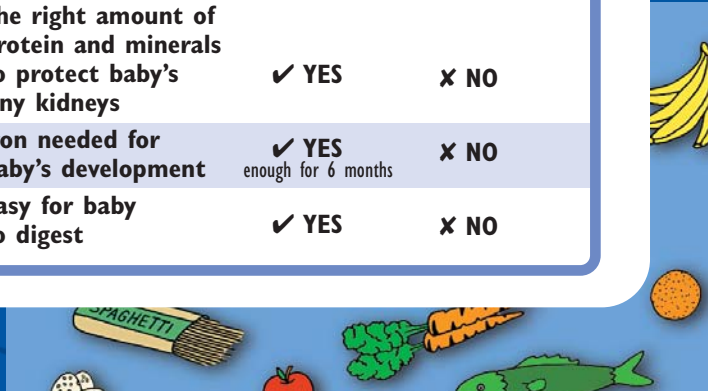 he right amount of
rotein and minerals
o protect baby's ✔ YES ✘ NO
ny kidneys
on needed for ✔ YES ✘ NO
aby's development enough for 6 months
asy for baby ✔ YES ✘ NO
o digest
SPAGHETTI